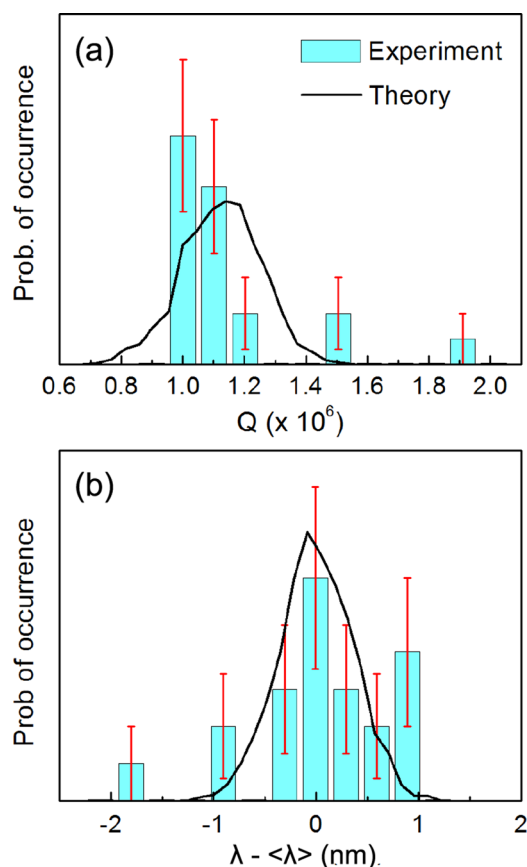 (a)
Experiment
Theory
Prob. of occurrence
0.6 0.8 1.0 1.2 1.4 1.6 1.8 2.0
Q (x 10⁶)
(b)
Prob of occurrence
-2 -1 0 1 2
λ - <λ> (nm).